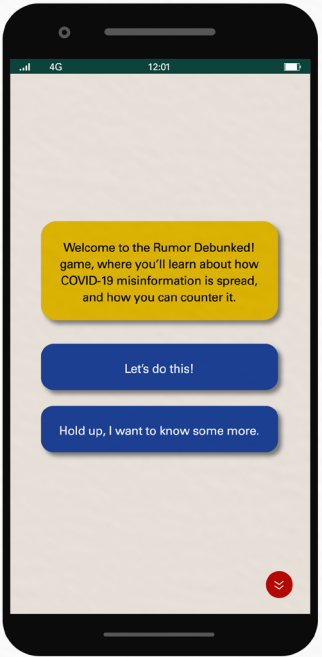 4G 12:01
Welcome to the Rumor Debunked!
game, where you'll learn about how
COVID-19 misinformation is spread,
and how you can counter it.
Let's do this!
Hold up, I want to know some more.